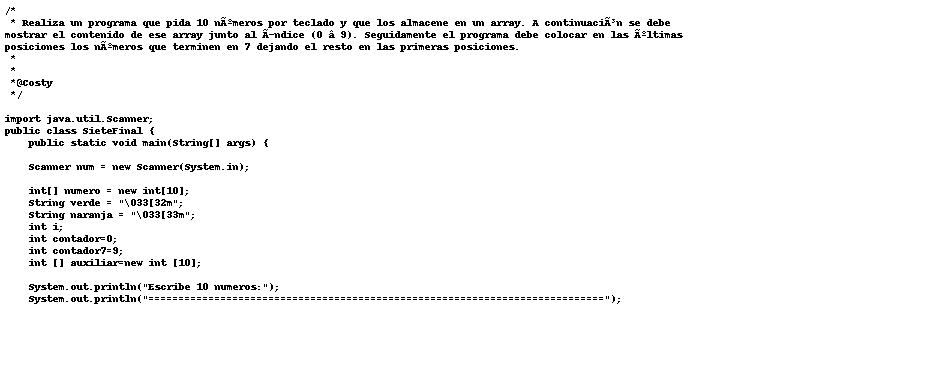 /*
 * Realiza un programa que pida 10 nÃºmeros por teclado y que los almacene en un array. A continuaciÃ³n se debe
mostrar el contenido de ese array junto al Ã­ndice (0 â 9). Seguidamente el programa debe colocar en las Ãºltimas
posiciones los nÃºmeros que terminen en 7 dejando el resto en las primeras posiciones.
 *
 *
 *@Costy
 */
import java.util.Scanner;
public class SieteFinal {
    public static void main(String[] args) {
    Scanner num = new Scanner(System.in);
    int[] numero = new int[10];
    String verde = "\033[32m";
    String naranja = "\033[33m";
    int i;
    int contador=0;
    int contador7=9;
    int [] auxiliar=new int [10];
    System.out.println("Escribe 10 numeros:");
    System.out.println("============================================================================");